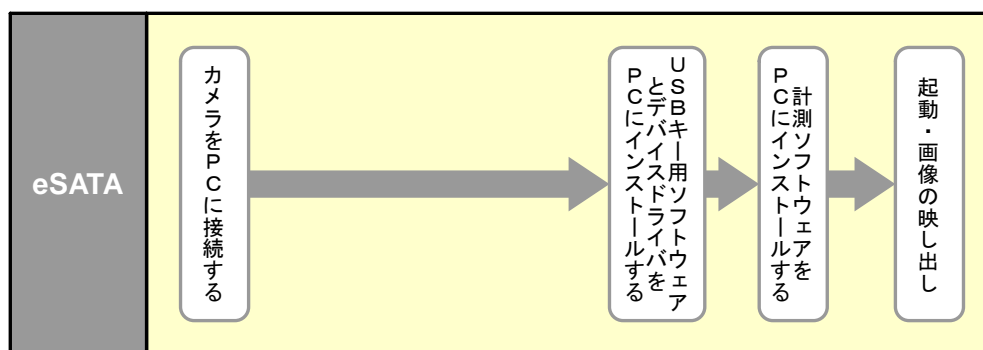 eSATA
カメラをPCに接続する
USBキー用ソフトウェア
とデバイスドライバを
PCにインストールする
計測ソフトウェアを
PCにインストールする
起動・画像の映し出し